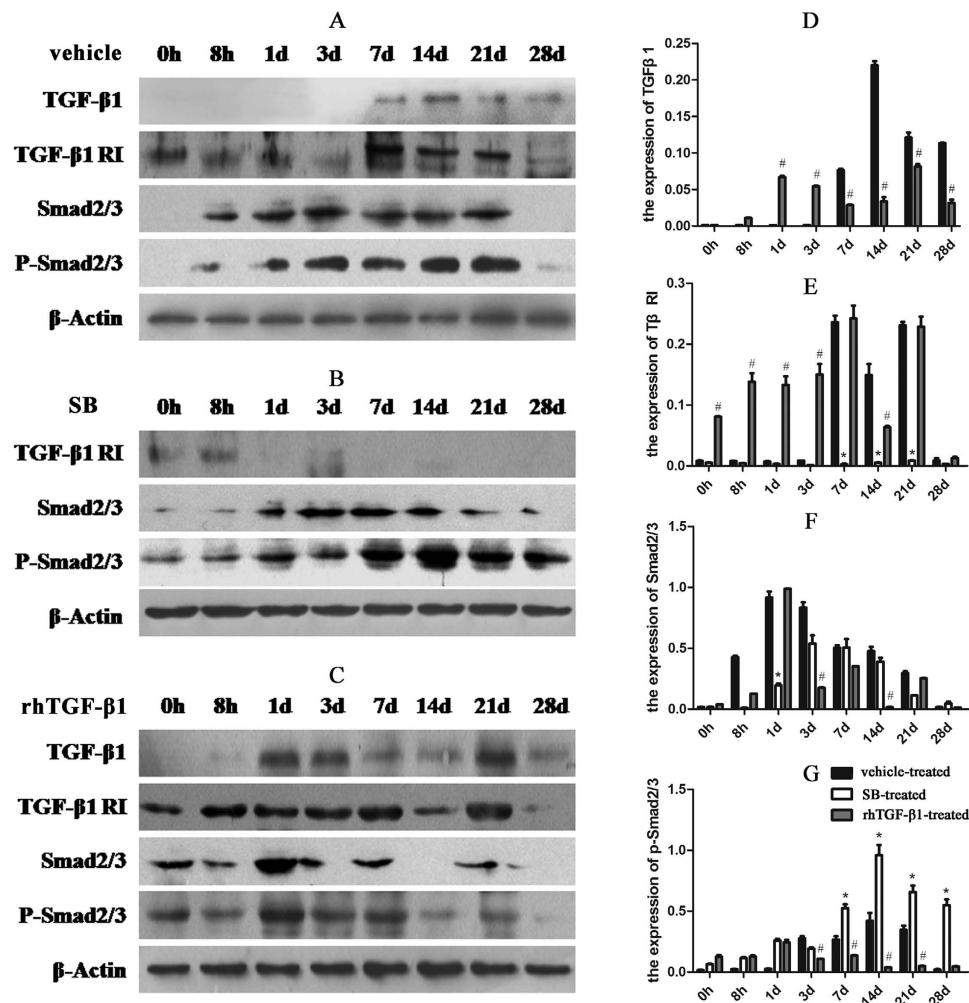 A
vehicle 0h 8h 1d 3d 7d 14d 21d 28d
TGF-β1
TGF-β1 RI
Smad2/3
P-Smad2/3
β-Actin
B
SB 0h 8h 1d 3d 7d 14d 21d 28d
TGF-β1 RI
Smad2/3
P-Smad2/3
β-Actin
C
rhTGF-β1 0h 8h 1d 3d 7d 14d 21d 28d
TGF-β1
TGF-β1 RI
Smad2/3
P-Smad2/3
β-Actin
D
the expression of TGFβ 1
0.25
0.20
0.15
0.10
0.05
0.00
# # # # # #
0h 8h 1d 3d 7d 14d 21d 28d
E
the expression of Tβ RI
0.3
0.2
0.1
0.0
# # # # * * # *
0h 8h 1d 3d 7d 14d 21d 28d
F
the expression of Smad2/3
1.5
1.0
0.5
0.0
* # #
0h 8h 1d 3d 7d 14d 21d 28d
G
vehicle-treated
SB-treated
rhTGF-β1-treated
the expression of p-Smad2/3
1.5
1.0
0.5
0.0
# * # * # * # *
0h 8h 1d 3d 7d 14d 21d 28d